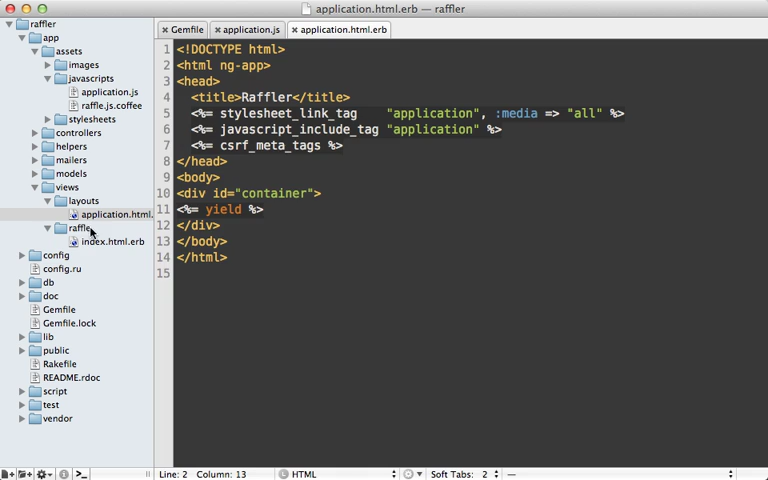 application.html.erb — raffler
Gemfile
application.js
application.html.erb
raffler
app
assets
images
javascripts
application.js
raffle.js.coffee
stylesheets
controllers
helpers
mailers
models
views
layouts
application.html.
raffle
index.html.erb
config
config.ru
db
doc
Gemfile
Gemfile.lock
lib
public
Rakefile
README.rdoc
script
test
vendor
1 <!DOCTYPE html>
2 <html ng-app>
3 <head>
4 <title>Raffler</title>
5 <%= stylesheet_link_tag    "application", :media => "all" %>
6 <%= javascript_include_tag "application" %>
7 <%= csrf_meta_tags %>
8 </head>
9 <body>
10 <div id="container">
11 <%= yield %>
12 </div>
13 </body>
14 </html>
15
Line: 2 Column: 13 HTML Soft Tabs: 2 —